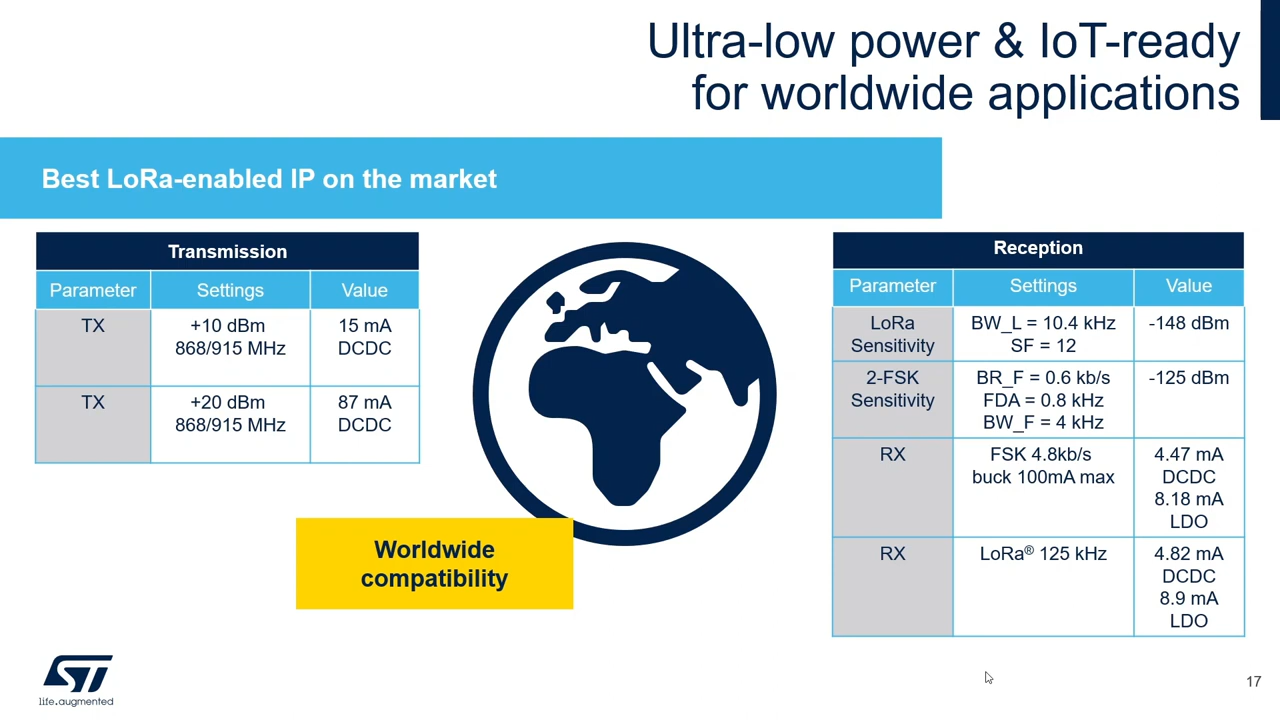 Ultra-low power & IoT-ready
for worldwide applications
Best LoRa-enabled IP on the market
Transmission
Parameter Settings Value
TX +10 dBm 15 mA
868/915 MHz DCDC
TX +20 dBm 87 mA
868/915 MHz DCDC
Worldwide
compatibility
Reception
Parameter Settings Value
LoRa BW_L = 10.4 kHz -148 dBm
Sensitivity SF = 12
2-FSK BR_F = 0.6 kb/s -125 dBm
Sensitivity FDA = 0.8 kHz
BW_F = 4 kHz
RX FSK 4.8kb/s 4.47 mA
buck 100mA max DCDC
8.18 mA
LDO
RX LoRa® 125 kHz 4.82 mA
DCDC
8.9 mA
LDO
ST
life.augmented
17